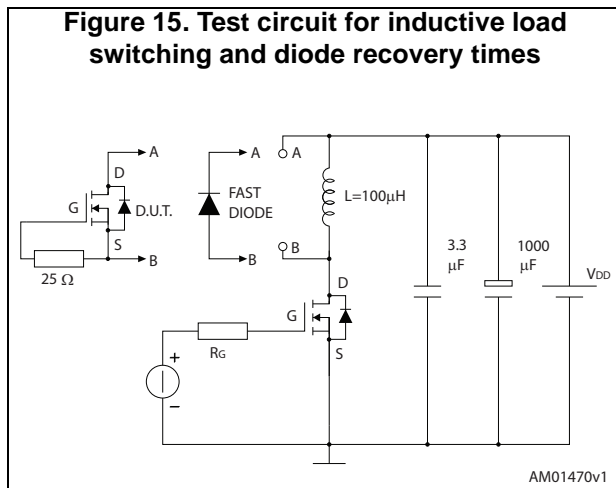 Figure 15. Test circuit for inductive load
switching and diode recovery times
A
D
G
D.U.T.
S
B
25 Ω
A
FAST
DIODE
B
A
L=100μH
B
D
G
S
RG
+
−
3.3
μF
1000
μF
VDD
AM01470v1